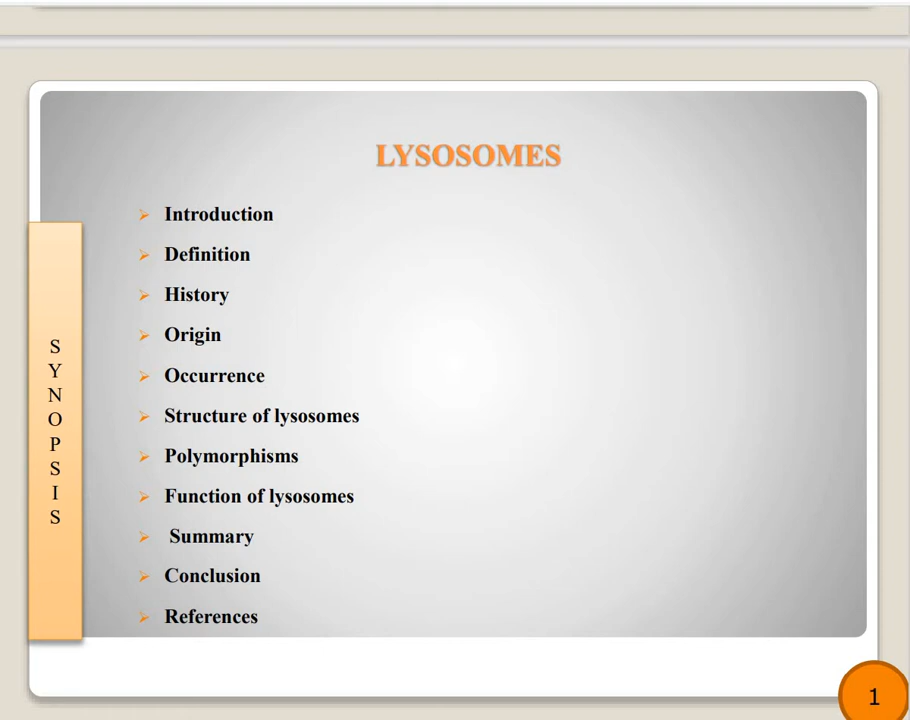 LYSOSOMES
➢ Introduction
➢ Definition
➢ History
➢ Origin
➢ Occurrence
➢ Structure of lysosomes
➢ Polymorphisms
➢ Function of lysosomes
➢ Summary
➢ Conclusion
➢ References
S
Y
N
O
P
S
I
S
1